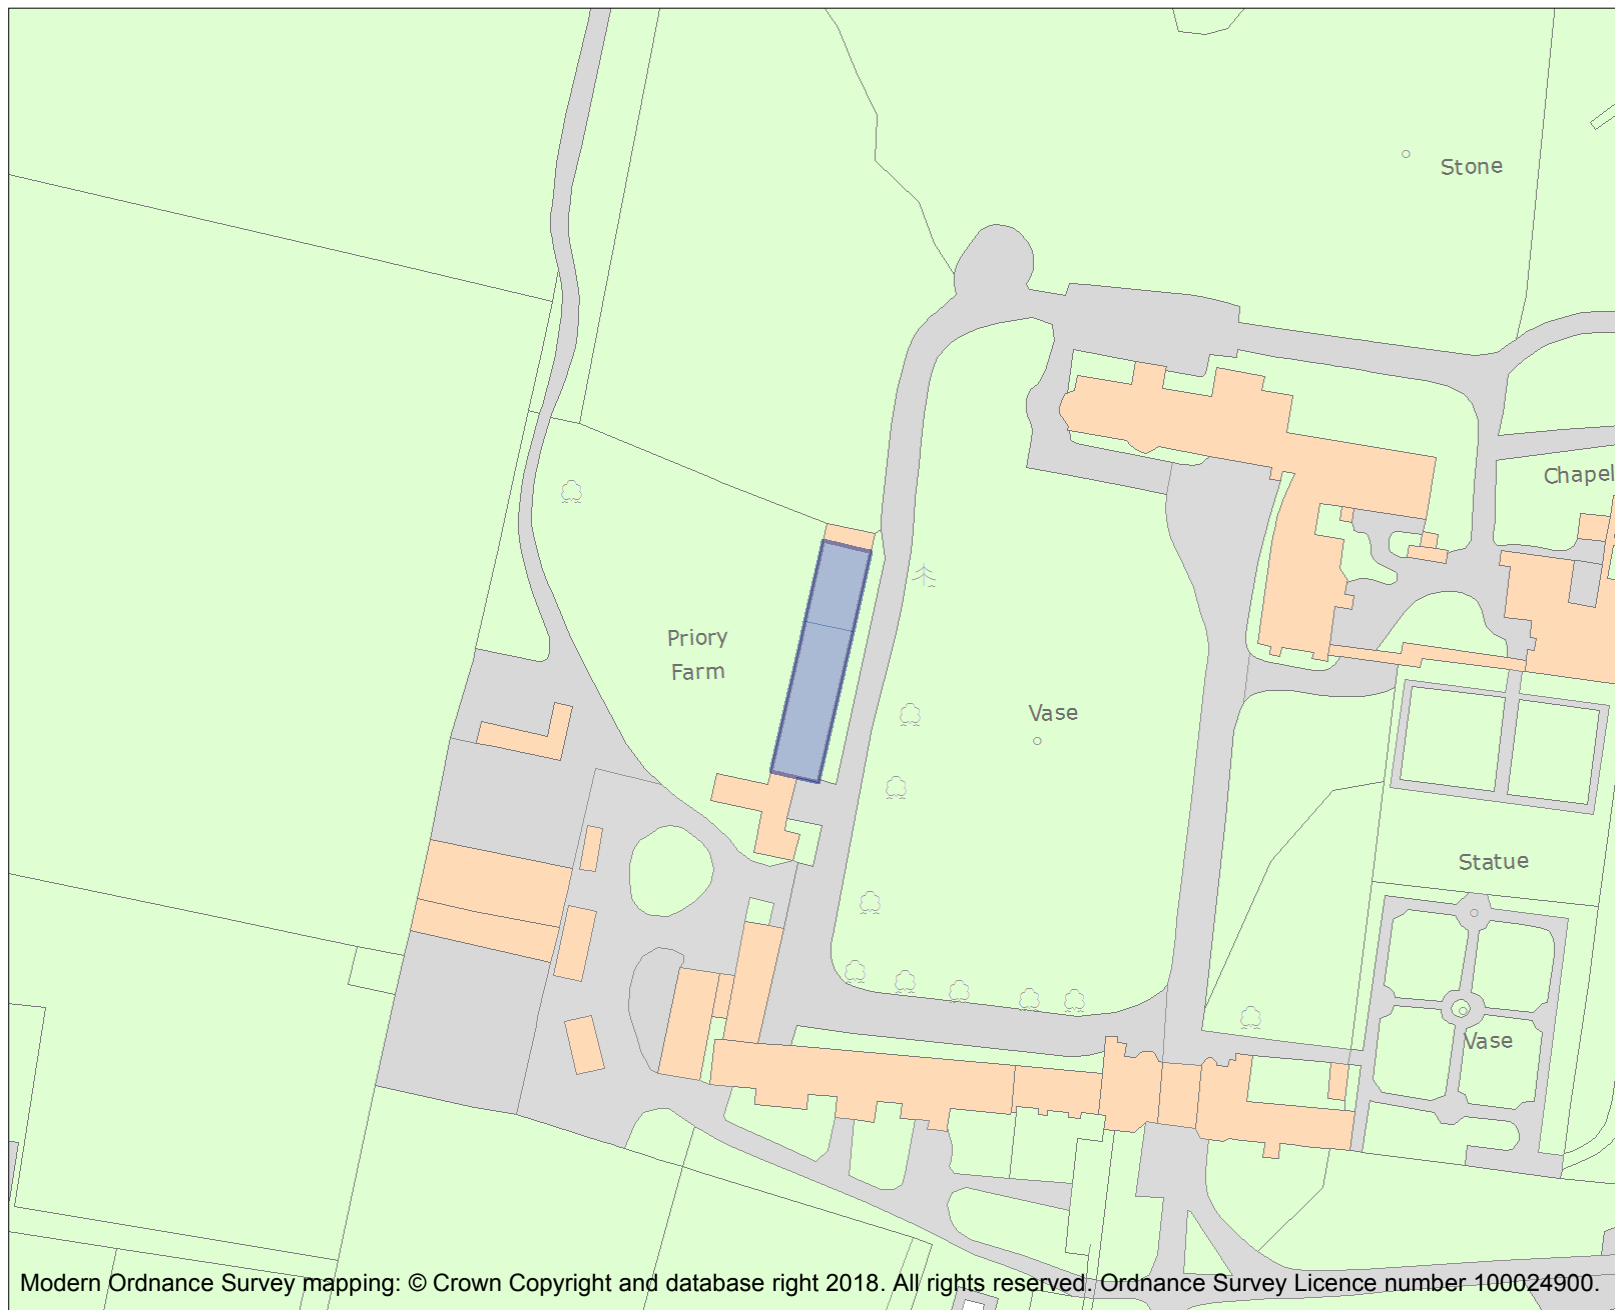 Stone
Chapel
Priory
Farm
Vase
Statue
Vase
Modern Ordnance Survey mapping: © Crown Copyright and database right 2018. All rights reserved. Ordnance Survey Licence number 100024900.